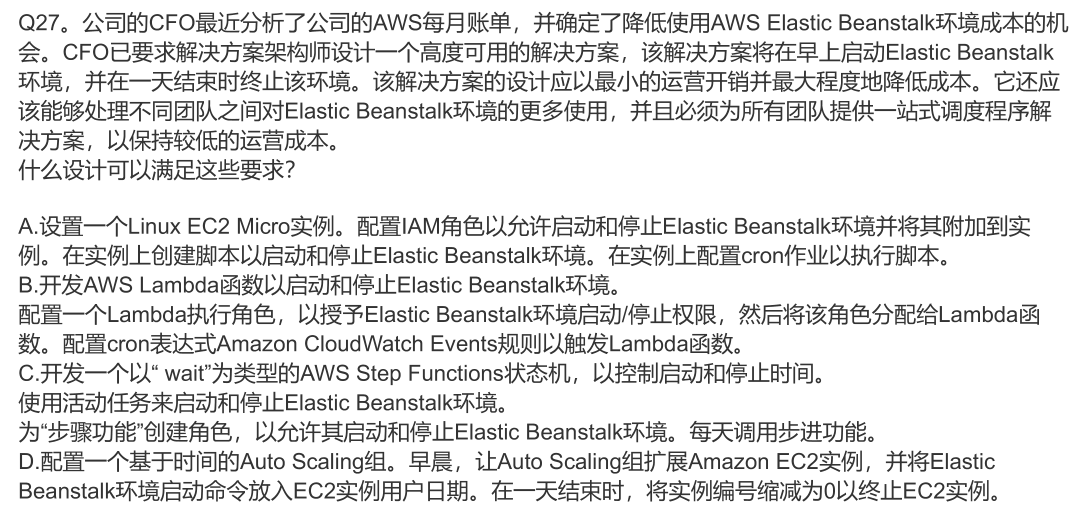 Q27。公司的CFO最近分析了公司的AWS每月账单，并确定了降低使用AWS Elastic Beanstalk环境成本的机
会。CFO已要求解决方案架构师设计一个高度可用的解决方案，该解决方案将在早上启动Elastic Beanstalk
环境，并在一天结束时终止该环境。该解决方案的设计应以最小的运营开销并最大程度地降低成本。它还应
该能够处理不同团队之间对Elastic Beanstalk环境的更多使用，并且必须为所有团队提供一站式调度程序解
决方案，以保持较低的运营成本。
什么设计可以满足这些要求？
A.设置一个Linux EC2 Micro实例。配置IAM角色以允许启动和停止Elastic Beanstalk环境并将其附加到实
例。在实例上创建脚本以启动和停止Elastic Beanstalk环境。在实例上配置cron作业以执行脚本。
B.开发AWS Lambda函数以启动和停止Elastic Beanstalk环境。
配置一个Lambda执行角色，以授予Elastic Beanstalk环境启动/停止权限，然后将该角色分配给Lambda函
数。配置cron表达式Amazon CloudWatch Events规则以触发Lambda函数。
C.开发一个以“ wait”为类型的AWS Step Functions状态机，以控制启动和停止时间。
使用活动任务来启动和停止Elastic Beanstalk环境。
为“步骤功能”创建角色，以允许其启动和停止Elastic Beanstalk环境。每天调用步进功能。
D.配置一个基于时间的Auto Scaling组。早晨，让Auto Scaling组扩展Amazon EC2实例，并将Elastic
Beanstalk环境启动命令放入EC2实例用户日期。在一天结束时，将实例编号缩减为0以终止EC2实例。